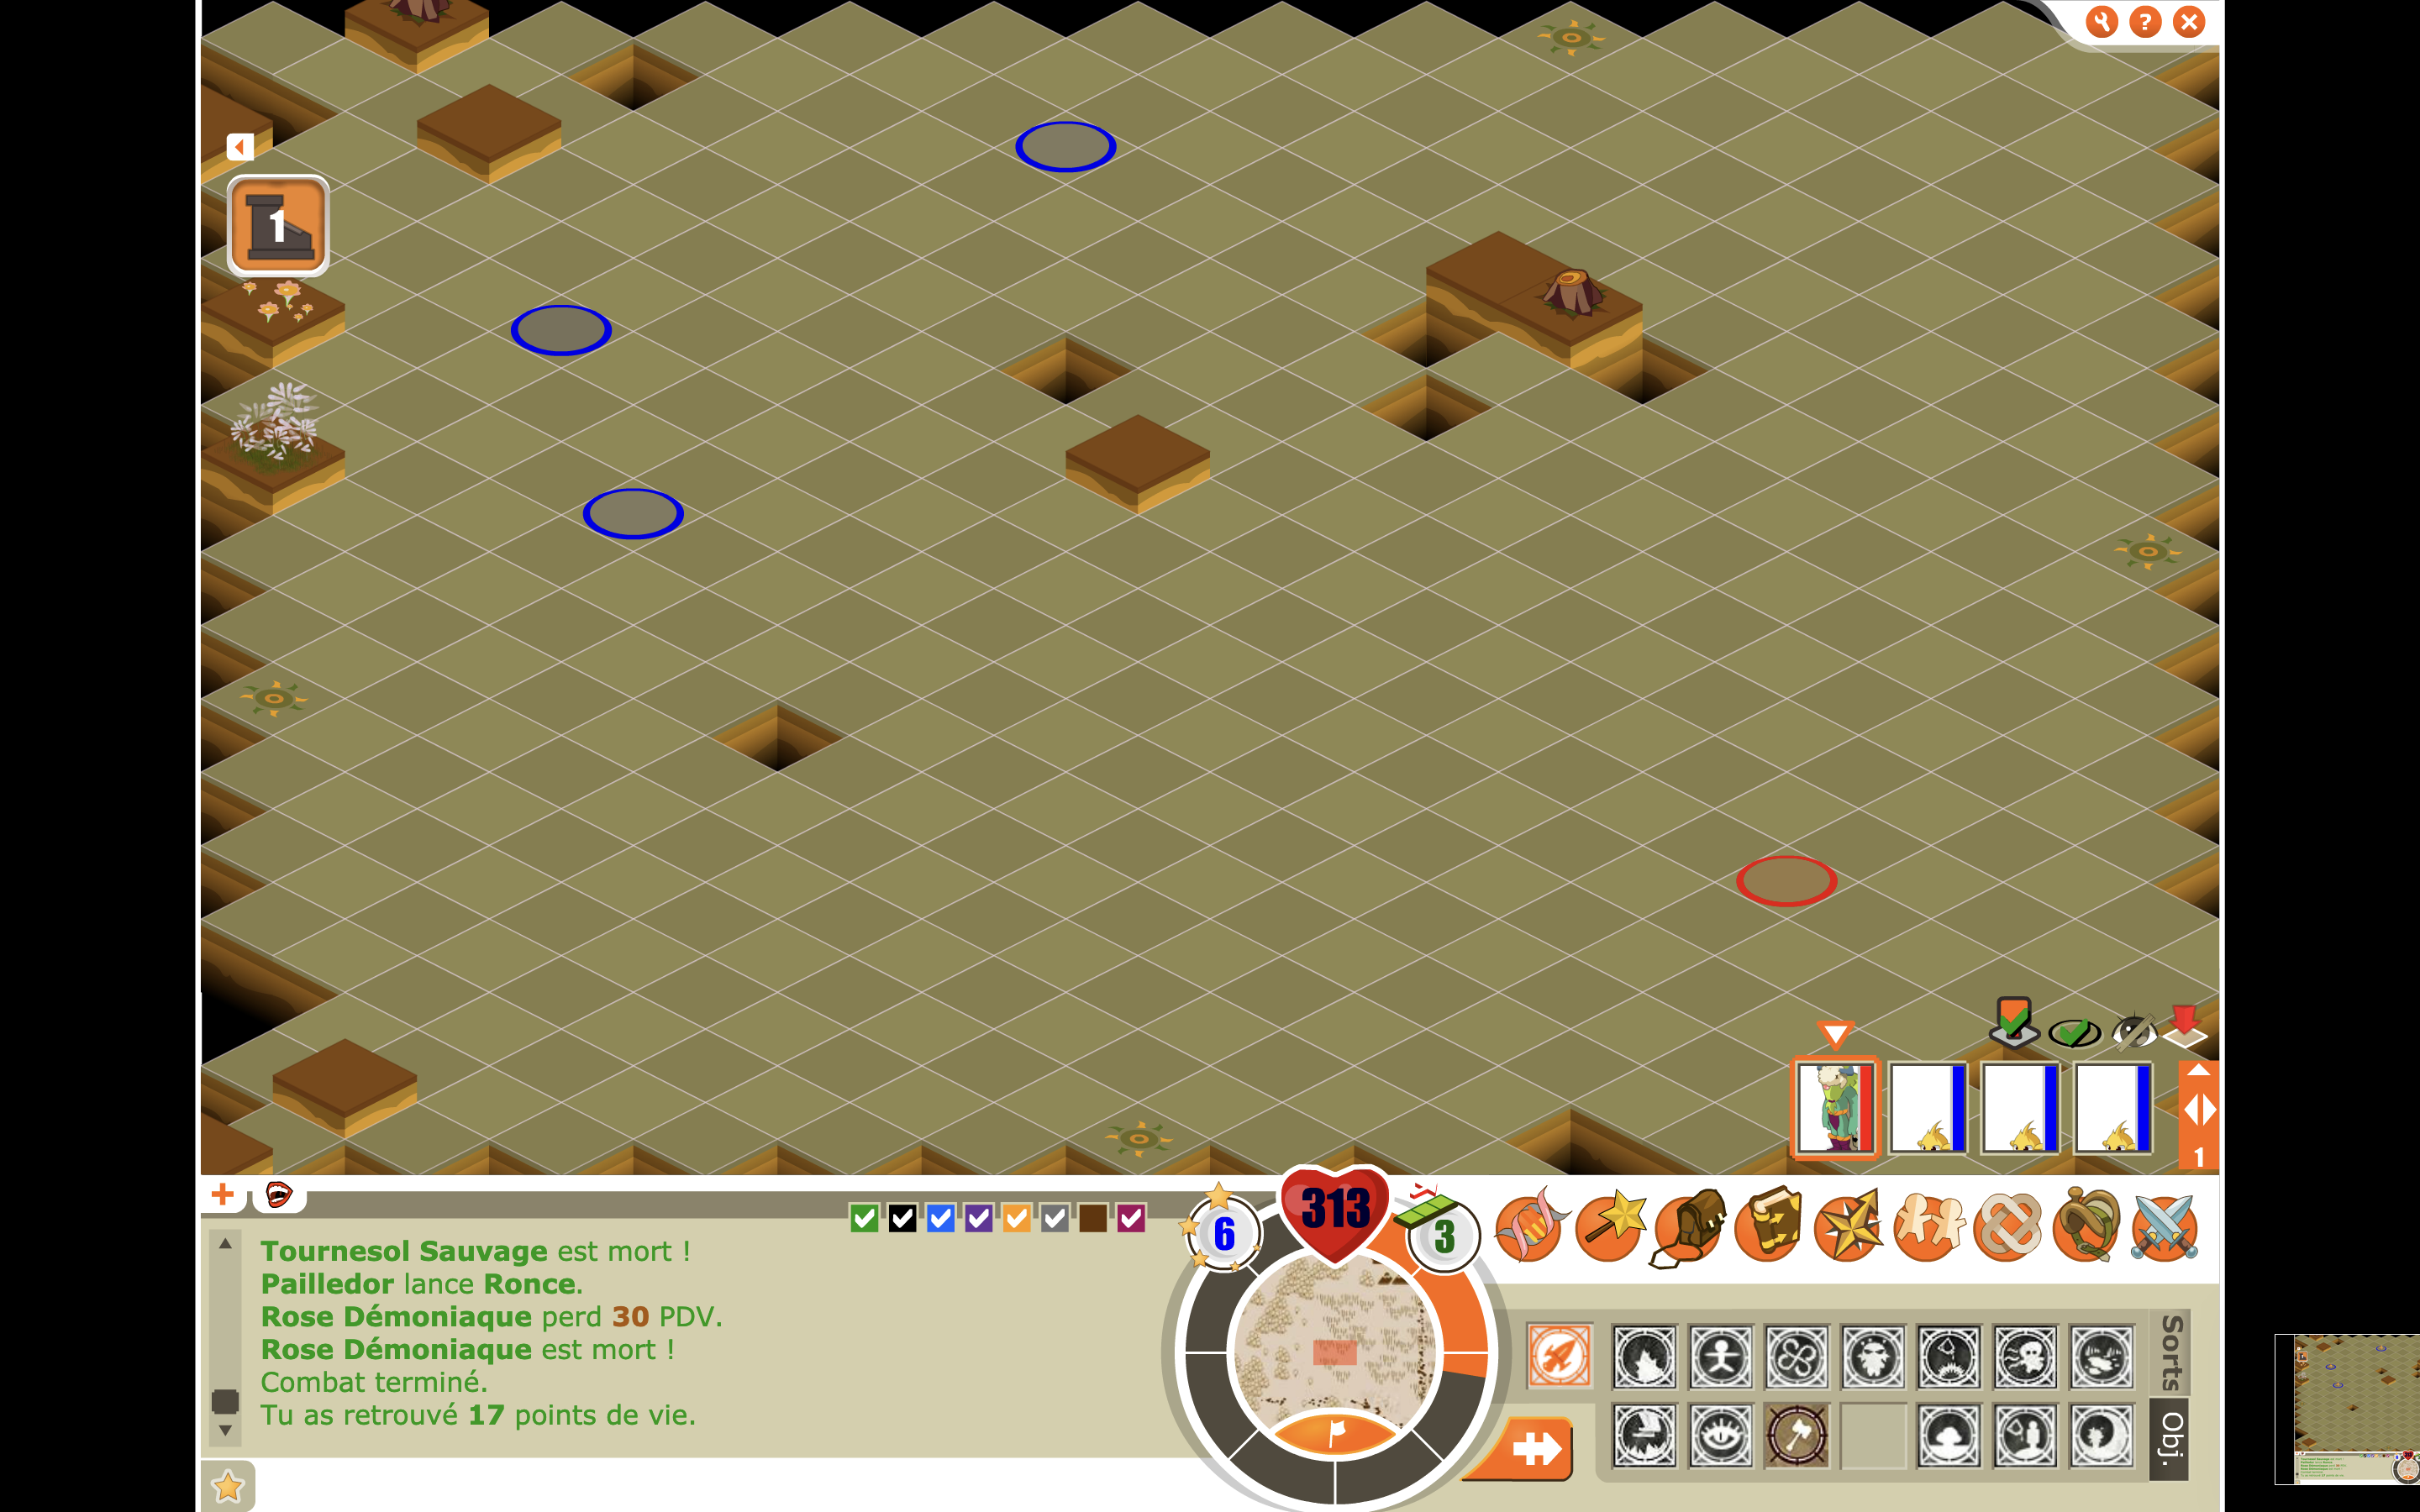 ?
1
1
6
313
3
Tournesol Sauvage est mort !
Pailledor lance Ronce.
Rose Démoniaque perd 30 PDV.
Rose Démoniaque est mort !
Combat terminé.
Tu as retrouvé 17 points de vie.
Sorts
Obj.